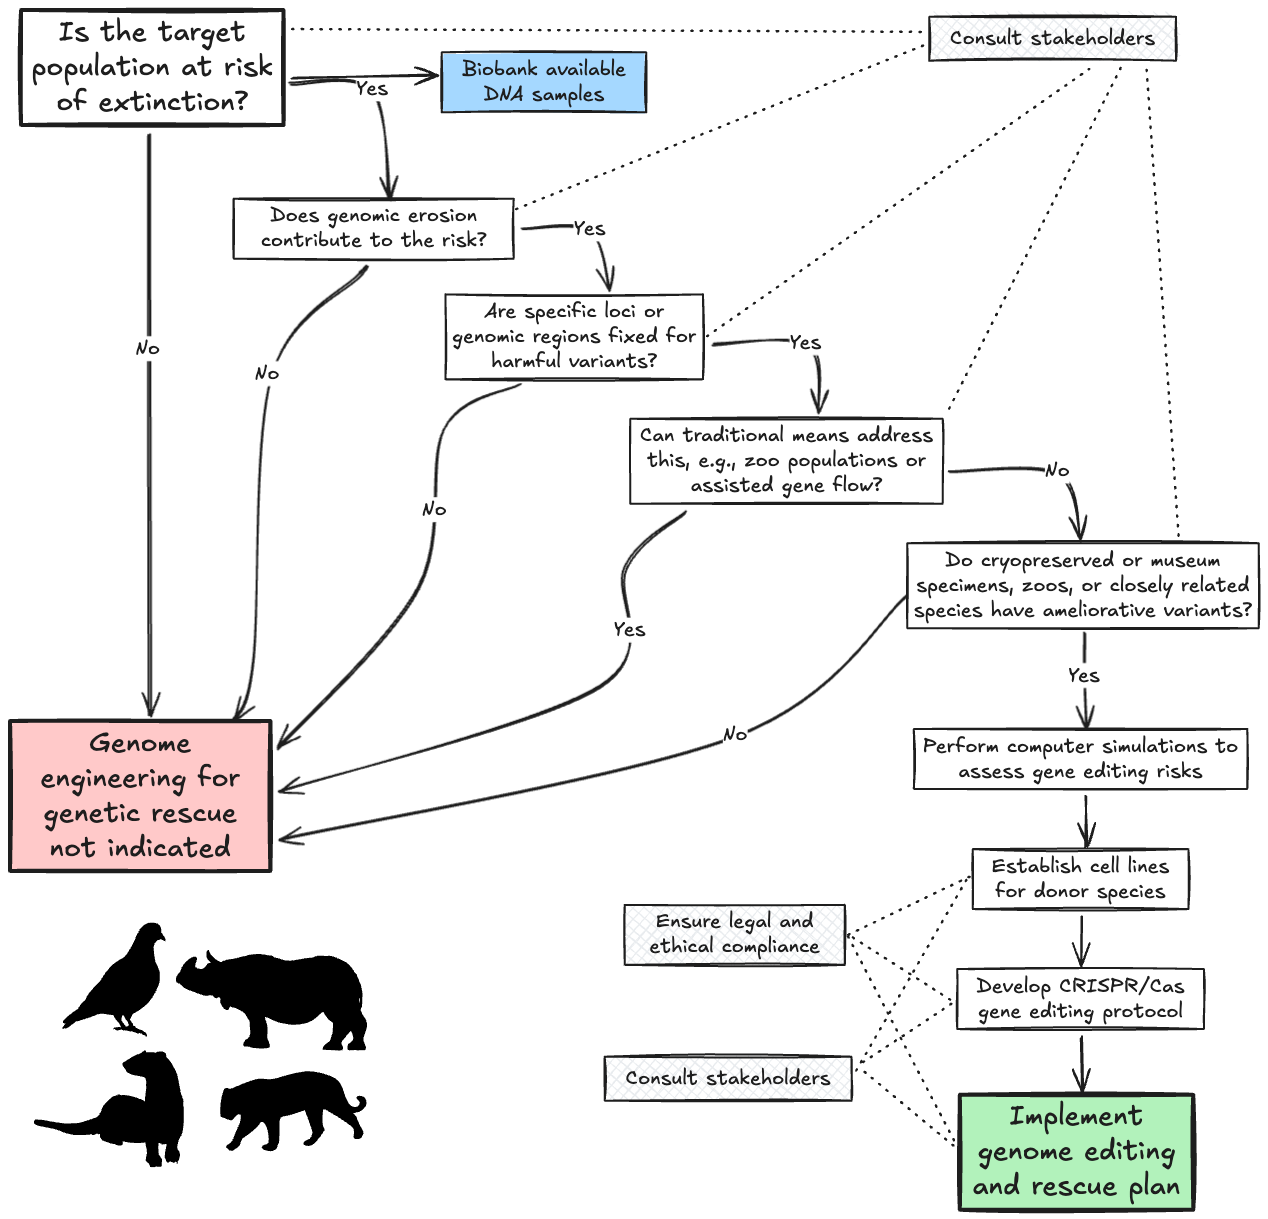 Is the target
population at risk
of extinction?
Consult stakeholders
Biobank available
DNA samples
Yes
Does genomic erosion
contribute to the risk?
Yes
No
No
Are specific loci or
genomic regions fixed for
harmful variants?
Yes
No
Can traditional means address
this, e.g., zoo populations or
assisted gene flow?
No
Yes
Do cryopreserved or museum
specimens, zoos, or closely related
species have ameliorative variants?
Yes
No
Genome
engineering for
genetic rescue
not indicated
Perform computer simulations to
assess gene editing risks
Establish cell lines
for donor species
Ensure legal and
ethical compliance
Develop CRISPR/Cas
gene editing protocol
Consult stakeholders
Implement
genome editing
and rescue plan